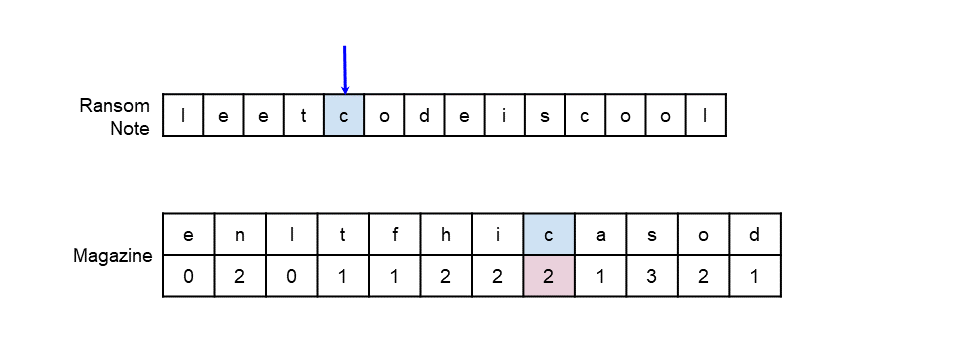 Ransom
Note
l e e t c o d e i s c o o l
Magazine
e n l t f h i c a s o d
0 2 0 1 1 2 2 2 1 3 2 1